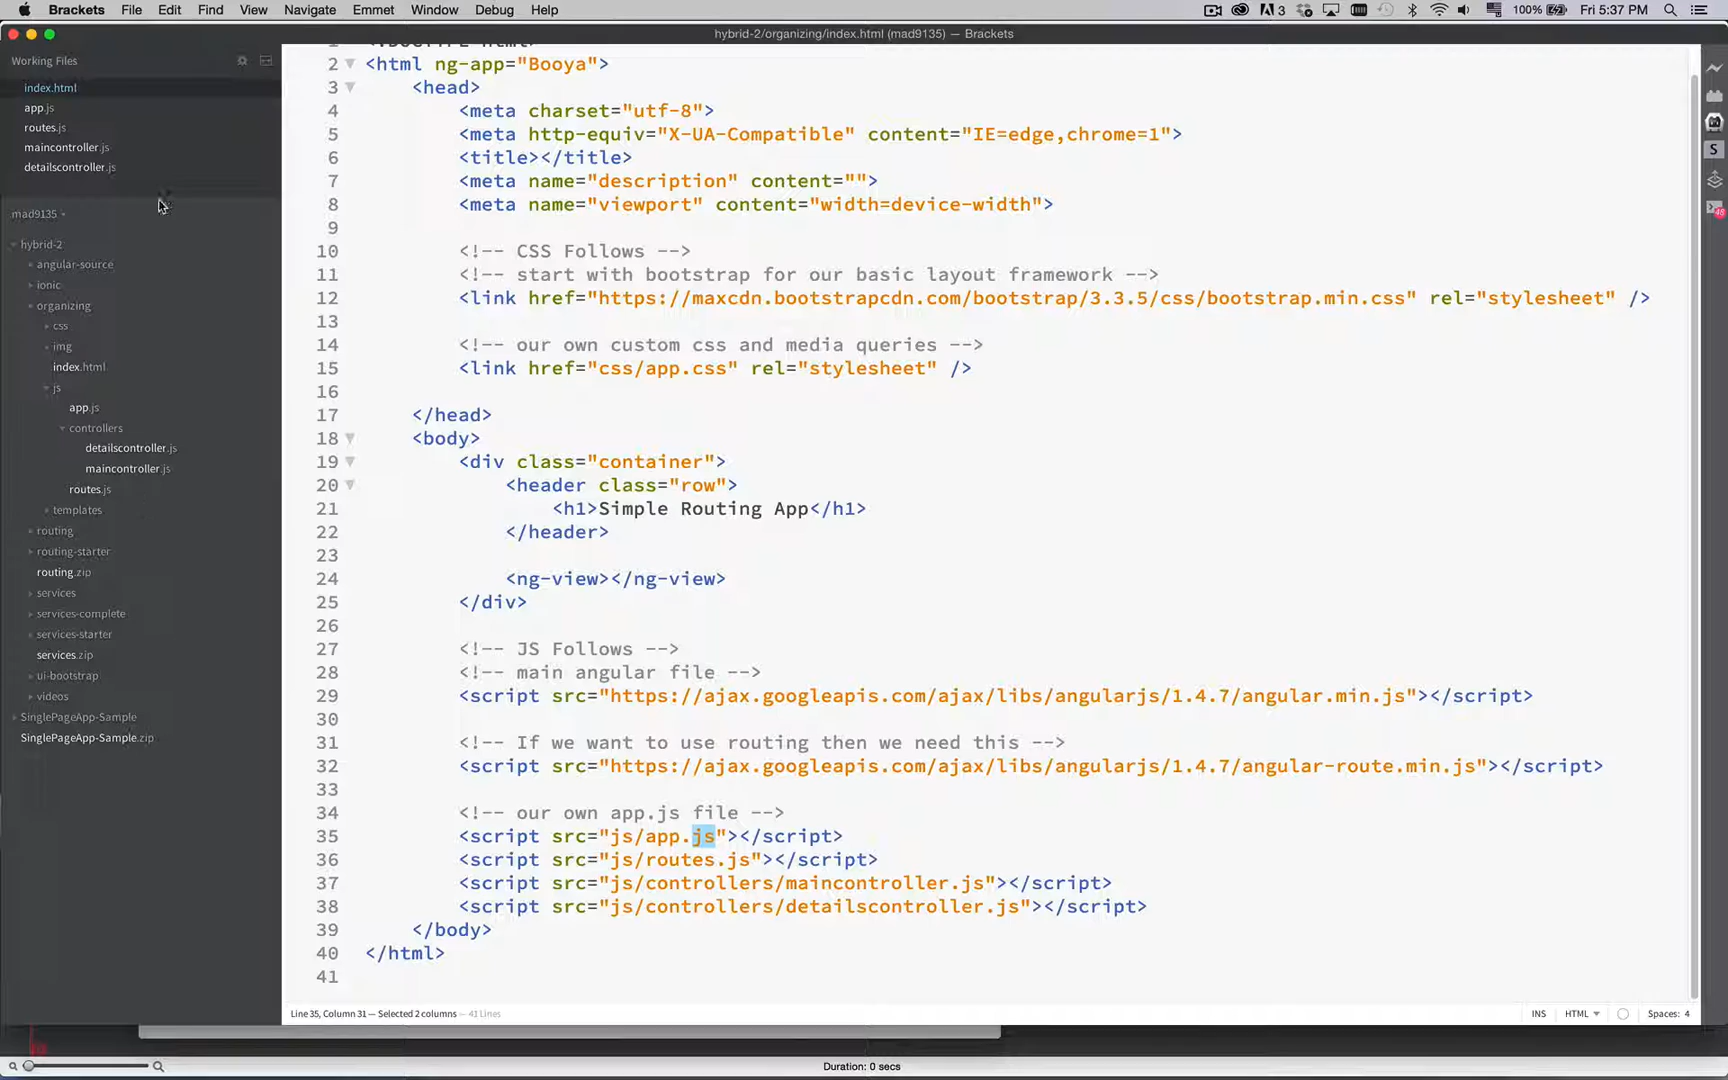 Brackets File Edit Find View Navigate Emmet Window Debug Help 3 100% Fri 5:37 PM
hybrid-2/organizing/index.html (mad9135) — Brackets
Working Files
index.html
app.js
routes.js
maincontroller.js
detailscontroller.js
mad9135
hybrid-2
angular-source
ionic
organizing
css
img
index.html
js
app.js
controllers
detailscontroller.js
maincontroller.js
routes.js
templates
routing
routing-starter
routing.zip
services
services-complete
services-starter
services.zip
ui-bootstrap
videos
SinglePageApp-Sample
SinglePageApp-Sample.zip
2 <html ng-app="Booya">
3 <head>
4 <meta charset="utf-8">
5 <meta http-equiv="X-UA-Compatible" content="IE=edge,chrome=1">
6 <title></title>
7 <meta name="description" content="">
8 <meta name="viewport" content="width=device-width">
9
10 <!-- CSS Follows -->
11 <!-- start with bootstrap for our basic layout framework -->
12 <link href="https://maxcdn.bootstrapcdn.com/bootstrap/3.3.5/css/bootstrap.min.css" rel="stylesheet" />
13
14 <!-- our own custom css and media queries -->
15 <link href="css/app.css" rel="stylesheet" />
16
17 </head>
18 <body>
19 <div class="container">
20 <header class="row">
21 <h1>Simple Routing App</h1>
22 </header>
23
24 <ng-view></ng-view>
25 </div>
26
27 <!-- JS Follows -->
28 <!-- main angular file -->
29 <script src="https://ajax.googleapis.com/ajax/libs/angularjs/1.4.7/angular.min.js"></script>
30
31 <!-- If we want to use routing then we need this -->
32 <script src="https://ajax.googleapis.com/ajax/libs/angularjs/1.4.7/angular-route.min.js"></script>
33
34 <!-- our own app.js file -->
35 <script src="js/app.js"></script>
36 <script src="js/routes.js"></script>
37 <script src="js/controllers/maincontroller.js"></script>
38 <script src="js/controllers/detailscontroller.js"></script>
39 </body>
40 </html>
41
Line 35, Column 31 — Selected 2 columns — 41 Lines
INS HTML Spaces: 4
Duration: 0 secs
S
48